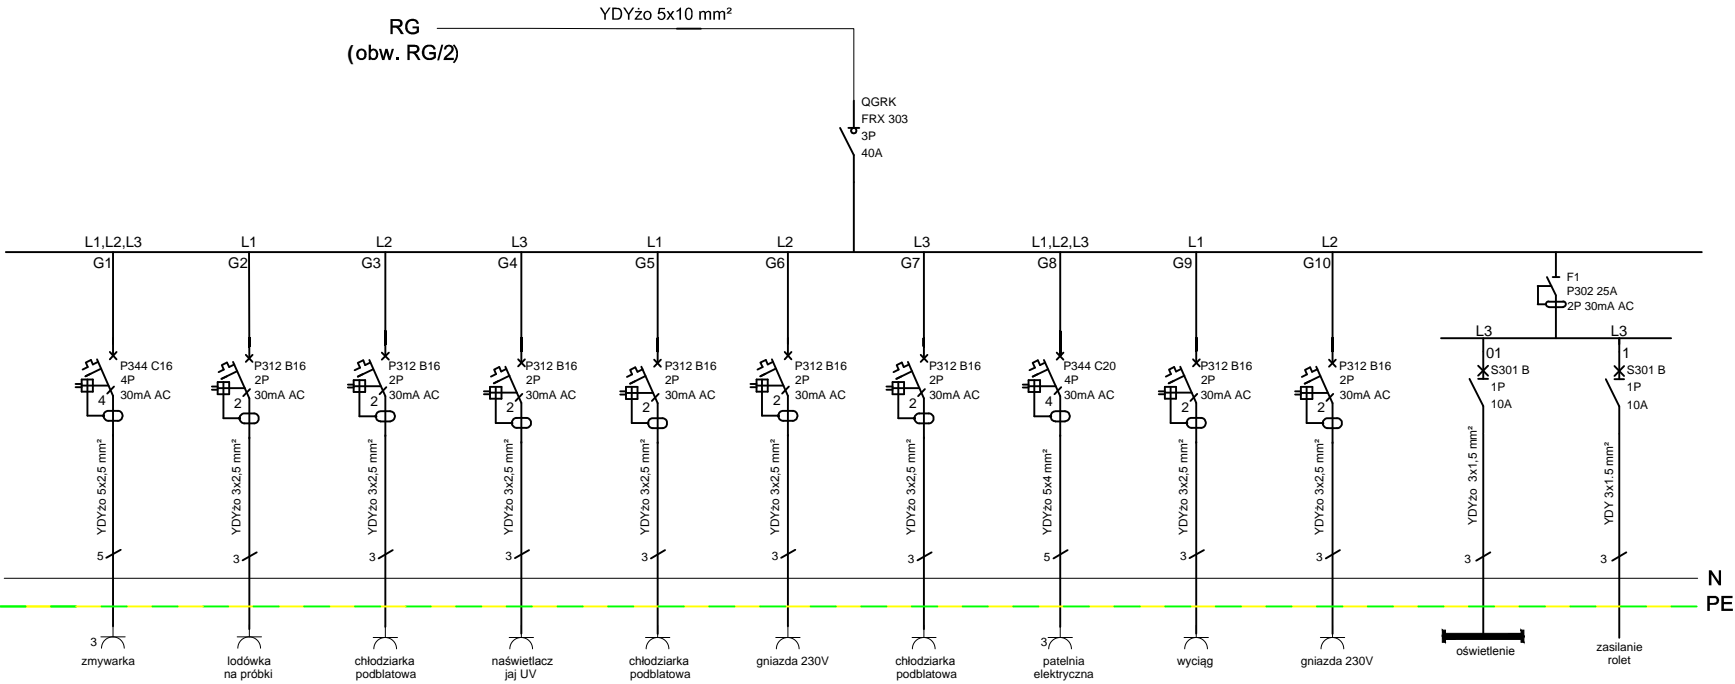 YDYżo 5x10 mm²
RG
(obw. RG/2)
QGRK
FRX 303
3P
40A
L1,L2,L3
L1
L2
L3
L1
L2
L3
L1,L2,L3
L1
L2
G1
G2
G3
G4
G5
G6
G7
G8
G9
G10
F1
P302 25A
2P 30mA AC
L3
L3
P344 C16
4P
30mA AC
4
P312 B16
2P
30mA AC
2
P312 B16
2P
30mA AC
2
P312 B16
2P
30mA AC
2
P312 B16
2P
30mA AC
2
P312 B16
2P
30mA AC
2
P312 B16
2P
30mA AC
2
P344 C20
4P
30mA AC
4
P312 B16
2P
30mA AC
2
P312 B16
2P
30mA AC
2
01
S301 B
1P
10A
1
S301 B
1P
10A
YDYżo 5x2,5 mm²
YDYżo 3x2,5 mm²
YDYżo 3x2,5 mm²
YDYżo 3x2,5 mm²
YDYżo 3x2,5 mm²
YDYżo 3x2,5 mm²
YDYżo 3x2,5 mm²
YDYżo 5x4 mm²
YDYżo 3x2,5 mm²
YDYżo 3x2,5 mm²
YDYżo 3x1,5 mm²
YDY 3x1.5 mm²
5
3
3
3
3
3
3
5
3
3
3
3
N
PE
3
zmywarka
lodówka
na próbki
chłodziarka
podblatowa
naświetlacz
jaj UV
chłodziarka
podblatowa
gniazda 230V
chłodziarka
podblatowa
3
patelnia
elektryczna
wyciąg
gniazda 230V
oświetlenie
zasilanie
rolet